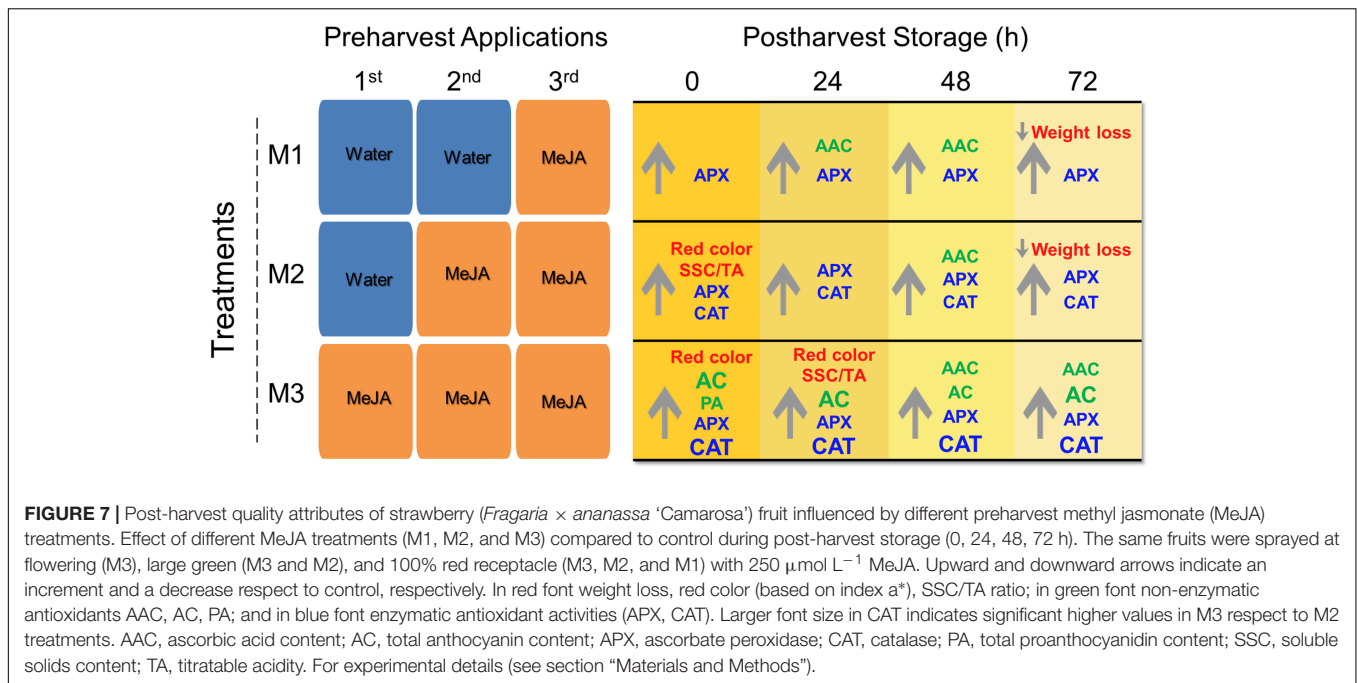 Preharvest Applications
Postharvest Storage (h)
1st 2nd 3rd
0 24 48 72
Treatments
M1
Water
Water
MeJA
APX
AAC
APX
AAC
APX
Weight loss
APX
M2
Water
MeJA
MeJA
Red color
SSC/TA
APX
CAT
APX
CAT
AAC
APX
CAT
Weight loss
APX
CAT
M3
MeJA
MeJA
MeJA
Red color
AC
PA
APX
CAT
Red color
SSC/TA
AC
APX
CAT
AAC
AC
APX
CAT
AAC
AC
APX
CAT
FIGURE 7 | Post-harvest quality attributes of strawberry (Fragaria × ananassa ‘Camarosa’) fruit influenced by different preharvest methyl jasmonate (MeJA)
treatments. Effect of different MeJA treatments (M1, M2, and M3) compared to control during post-harvest storage (0, 24, 48, 72 h). The same fruits were sprayed at
flowering (M3), large green (M3 and M2), and 100% red receptacle (M3, M2, and M1) with 250 μmol L−1 MeJA. Upward and downward arrows indicate an
increment and a decrease respect to control, respectively. In red font weight loss, red color (based on index a*), SSC/TA ratio; in green font non-enzymatic
antioxidants AAC, AC, PA; and in blue font enzymatic antioxidant activities (APX, CAT). Larger font size in CAT indicates significant higher values in M3 respect to M2
treatments. AAC, ascorbic acid content; AC, total anthocyanin content; APX, ascorbate peroxidase; CAT, catalase; PA, total proanthocyanidin content; SSC, soluble
solids content; TA, titratable acidity. For experimental details (see section “Materials and Methods”).